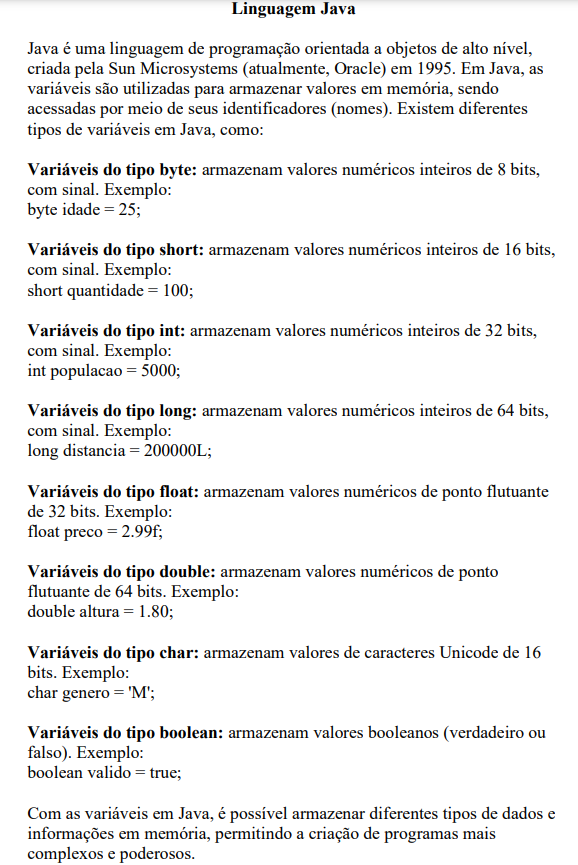 Linguagem Java
Java é uma linguagem de programação orientada a objetos de alto nível,
criada pela Sun Microsystems (atualmente, Oracle) em 1995. Em Java, as
variáveis são utilizadas para armazenar valores em memória, sendo
acessadas por meio de seus identificadores (nomes). Existem diferentes
tipos de variáveis em Java, como:
Variáveis do tipo byte: armazenam valores numéricos inteiros de 8 bits,
com sinal. Exemplo:
byte idade = 25;
Variáveis do tipo short: armazenam valores numéricos inteiros de 16 bits,
com sinal. Exemplo:
short quantidade = 100;
Variáveis do tipo int: armazenam valores numéricos inteiros de 32 bits,
com sinal. Exemplo:
int populacao = 5000;
Variáveis do tipo long: armazenam valores numéricos inteiros de 64 bits,
com sinal. Exemplo:
long distancia = 200000L;
Variáveis do tipo float: armazenam valores numéricos de ponto flutuante
de 32 bits. Exemplo:
float preco = 2.99f;
Variáveis do tipo double: armazenam valores numéricos de ponto
flutuante de 64 bits. Exemplo:
double altura = 1.80;
Variáveis do tipo char: armazenam valores de caracteres Unicode de 16
bits. Exemplo:
char genero = 'M';
Variáveis do tipo boolean: armazenam valores booleanos (verdadeiro ou
falso). Exemplo:
boolean valido = true;
Com as variáveis em Java, é possível armazenar diferentes tipos de dados e
informações em memória, permitindo a criação de programas mais
complexos e poderosos.